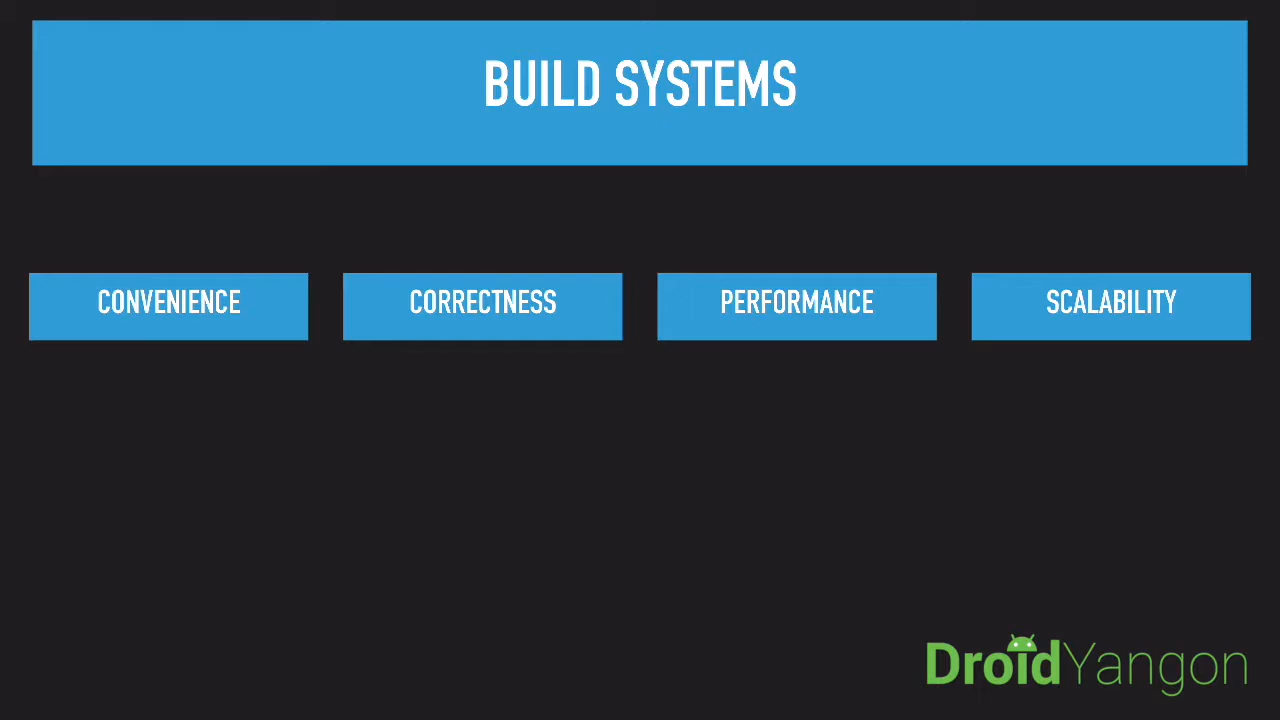 BUILD SYSTEMS
CONVENIENCE
CORRECTNESS
PERFORMANCE
SCALABILITY
DroidYangon